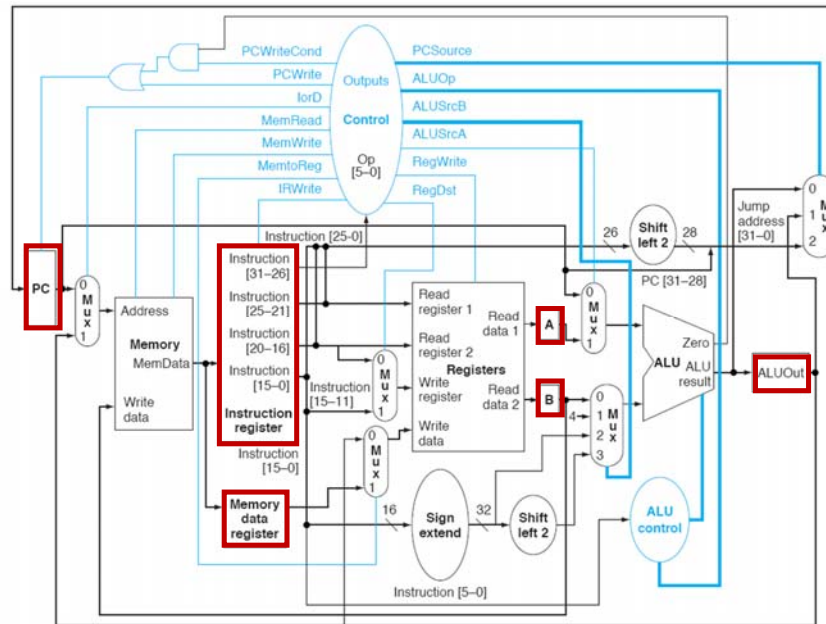 PCWriteCond
PCWrite
IorD
MemRead
MemWrite
MemtoReg
IRWrite
Outputs
Control
Op
[5–0]
PCSource
ALUOp
ALUSrcB
ALUSrcA
RegWrite
RegDst
Instruction [25-0]
26
Shift
left 2
28
Jump
address
[31–0]
0
1
2
M
u
x
PC [31–28]
PC
0
M
u
x
1
Address
Memory
MemData
Write
data
Instruction
[31–26]
Instruction
[25–21]
Instruction
[20–16]
Instruction
[15–0]
Instruction
register
Instruction
[15–0]
Memory
data
register
Instruction
[15–11]
0
M
u
x
1
0
M
u
x
1
Read
register 1
Read
register 2
Registers
Write
register
Write
data
Read
data 1
Read
data 2
A
B
4
0
M
u
x
1
0
1
2
3
M
u
x
Zero
ALU
ALU
result
ALUOut
16
Sign
extend
32
Shift
left 2
ALU
control
Instruction [5–0]